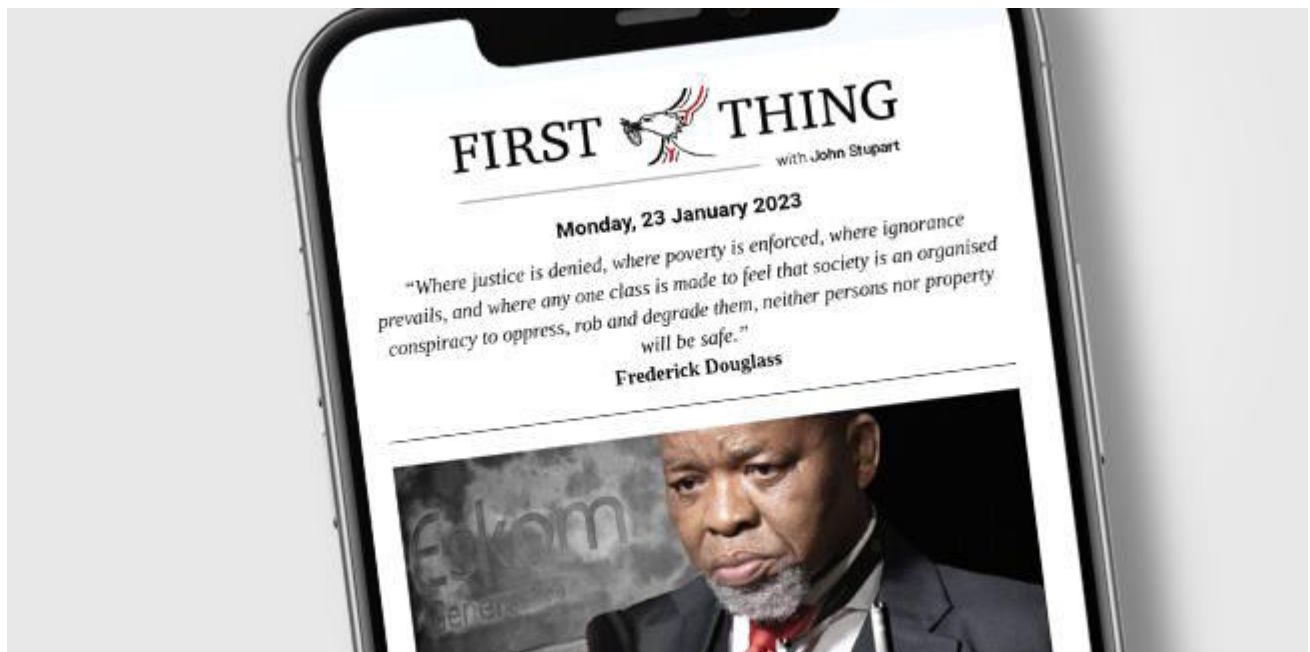 FIRST THING
with John Stupart
Monday, 23 January 2023
“Where justice is denied, where poverty is enforced, where ignorance
prevails, and where any one class is made to feel that society is an organised
conspiracy to oppress, rob and degrade them, neither persons nor property
will be safe.”
Frederick Douglass
Eskom